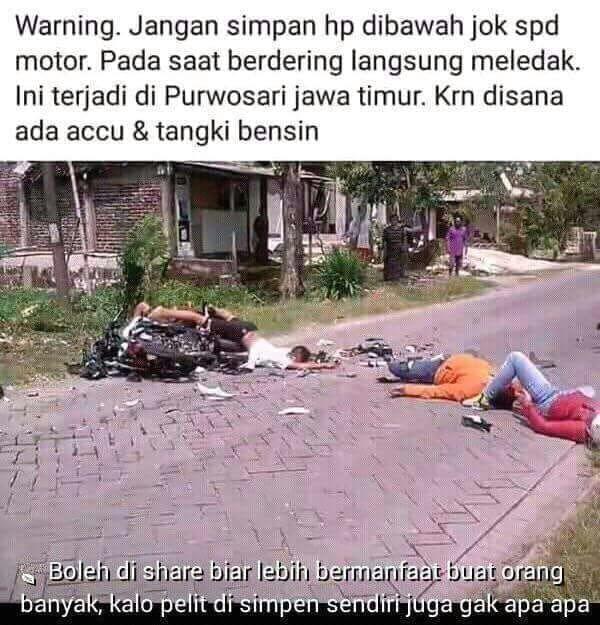 Warning. Jangan simpan hp dibawah jok spd
motor. Pada saat berdering langsung meledak.
Ini terjadi di Purwosari jawa timur. Krn disana
ada accu & tangki bensin
Boleh di share biar lebih bermanfaat buat orang
banyak, kalo pelit di simpen sendiri juga gak apa apa